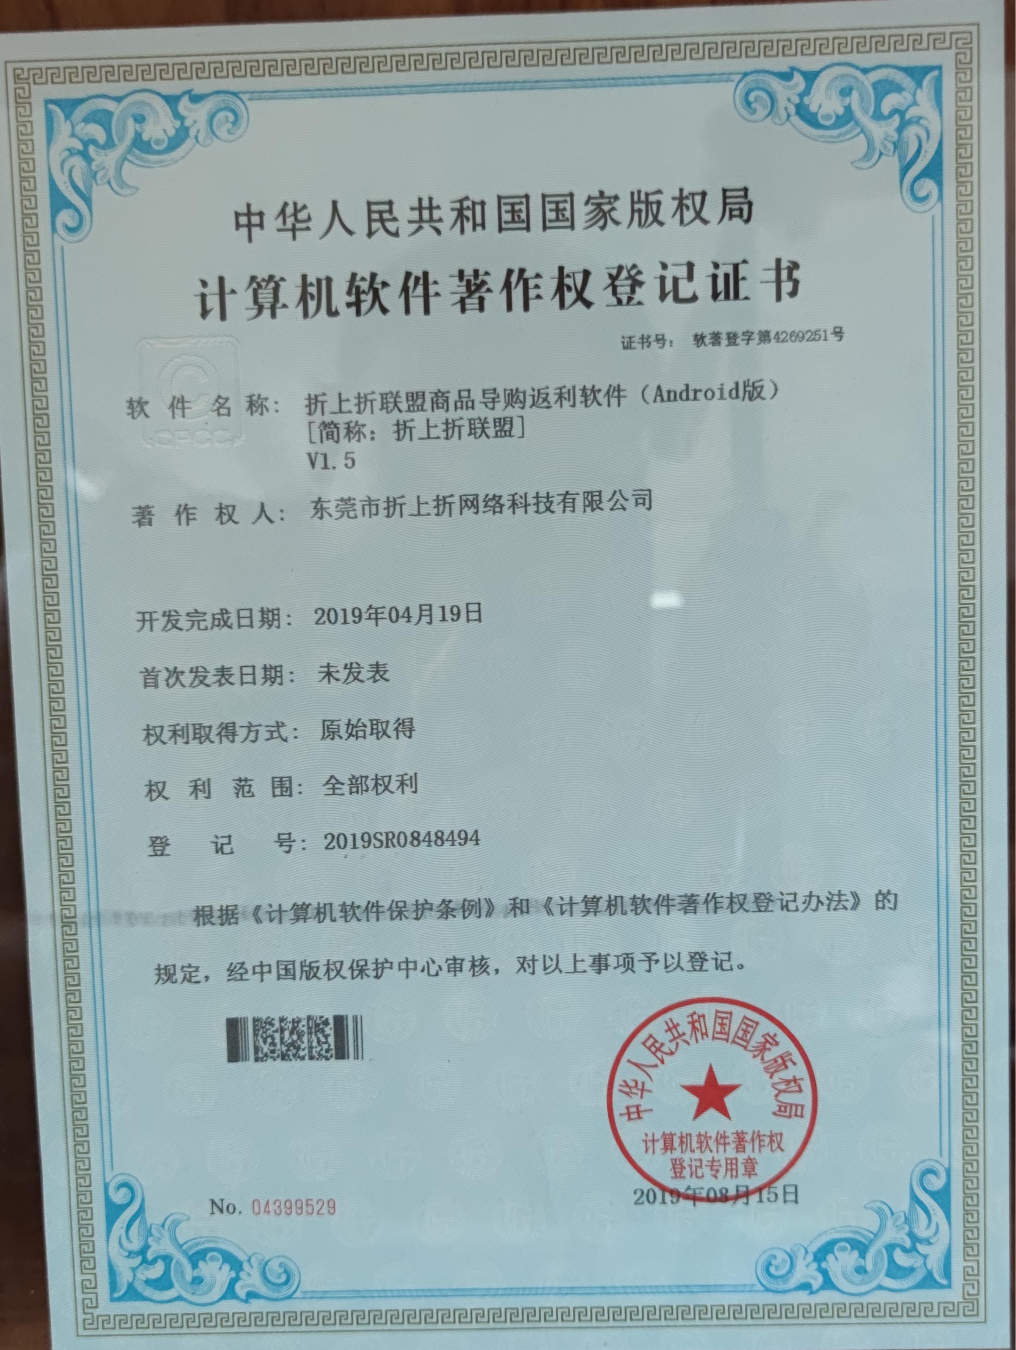 中华人民共和国国家版权局
计算机软件著作权登记证书
证书号： 软著登字第4269251号
CPCC
软件名称： 折上折联盟商品导购返利软件（Android版）
[简称：折上折联盟]
V1.5
著作权人： 东莞市折上折网络科技有限公司
开发完成日期： 2019年04月19日
首次发表日期： 未发表
权利取得方式： 原始取得
权利范围： 全部权利
登记号： 2019SR0848494
根据《计算机软件保护条例》和《计算机软件著作权登记办法》的
规定，经中国版权保护中心审核，对以上事项予以登记。
中华人民共和国国家版权局
计算机软件著作权
登记专用章
No. 04399529
2019年08月15日